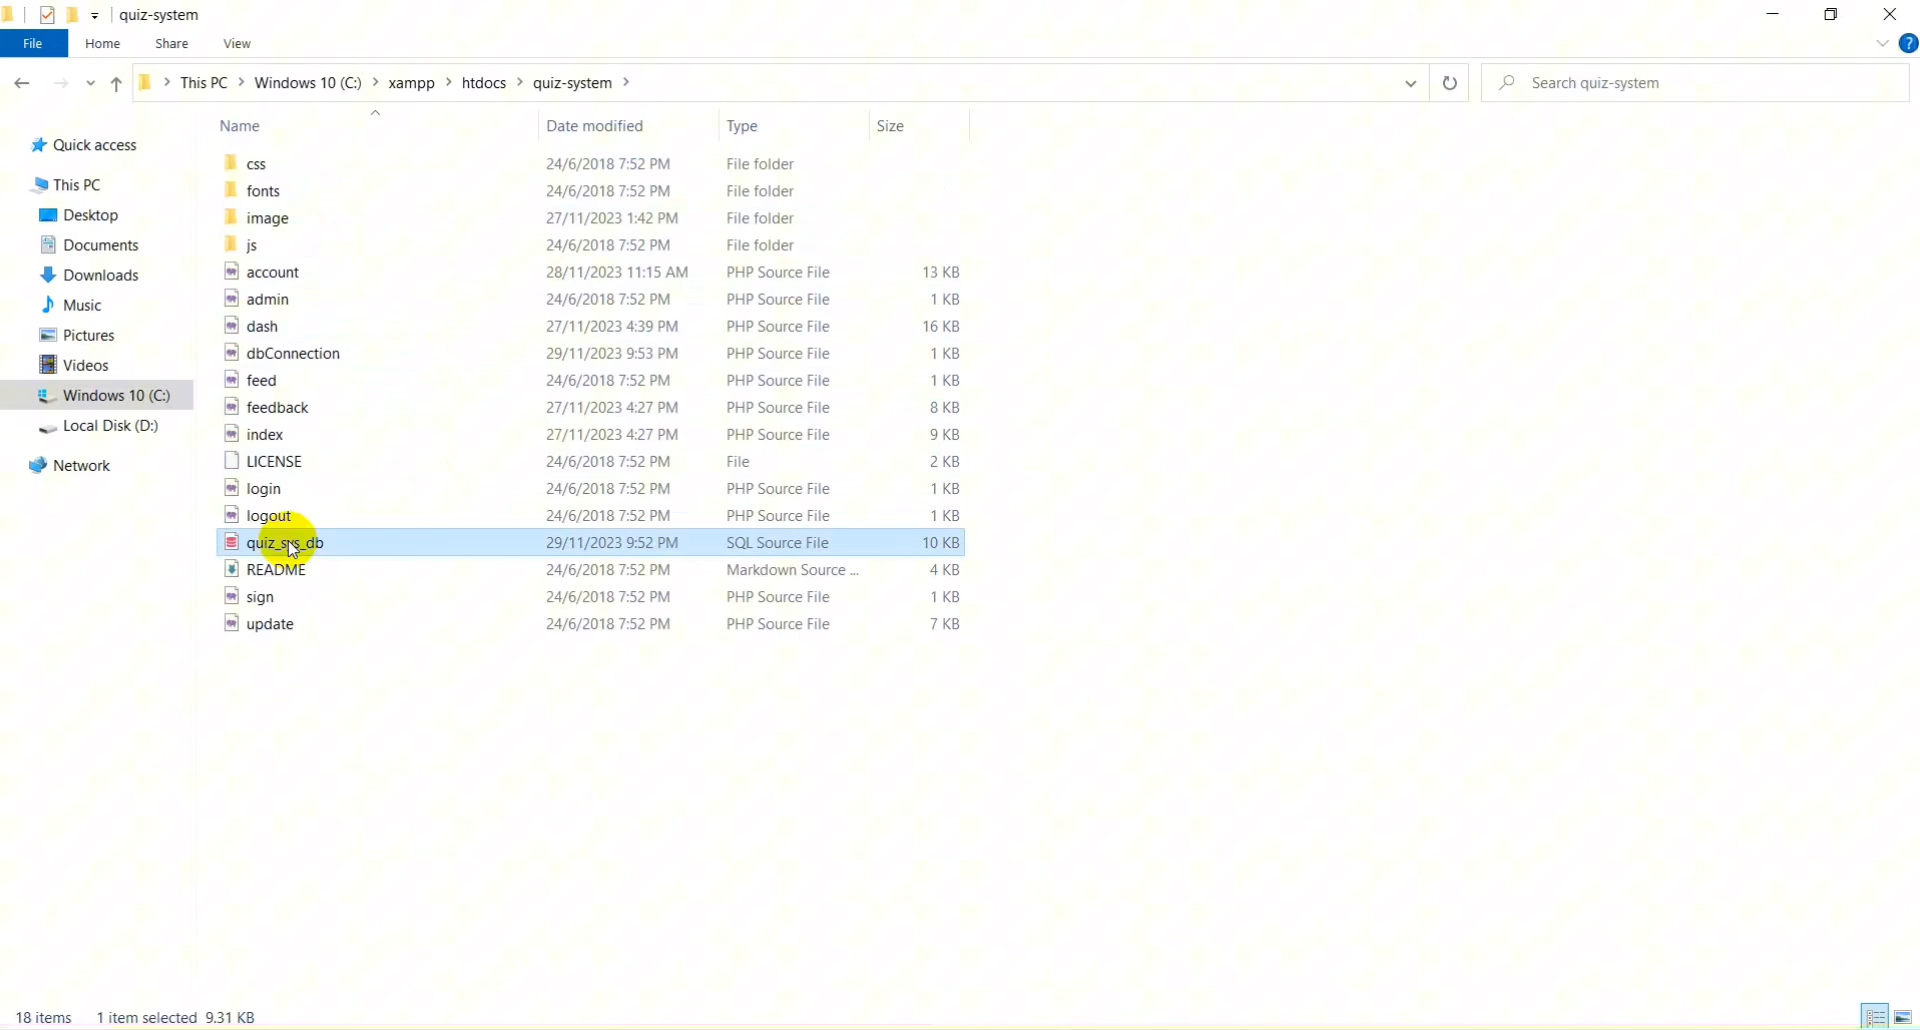 quiz-system
File Home Share View
?
This PC Windows 10 (C:) xampp htdocs quiz-system
Search quiz-system
Name Date modified Type Size
Quick access
This PC
Desktop
Documents
Downloads
Music
Pictures
Videos
Windows 10 (C:)
Local Disk (D:)
Network
css 24/6/2018 7:52 PM File folder
fonts 24/6/2018 7:52 PM File folder
image 27/11/2023 1:42 PM File folder
js 24/6/2018 7:52 PM File folder
account 28/11/2023 11:15 AM PHP Source File 13 KB
admin 24/6/2018 7:52 PM PHP Source File 1 KB
dash 27/11/2023 4:39 PM PHP Source File 16 KB
dbConnection 29/11/2023 9:53 PM PHP Source File 1 KB
feed 24/6/2018 7:52 PM PHP Source File 1 KB
feedback 27/11/2023 4:27 PM PHP Source File 8 KB
index 27/11/2023 4:27 PM PHP Source File 9 KB
LICENSE 24/6/2018 7:52 PM File 2 KB
login 24/6/2018 7:52 PM PHP Source File 1 KB
logout 24/6/2018 7:52 PM PHP Source File 1 KB
quiz_sys_db 29/11/2023 9:52 PM SQL Source File 10 KB
README 24/6/2018 7:52 PM Markdown Source ... 4 KB
sign 24/6/2018 7:52 PM PHP Source File 1 KB
update 24/6/2018 7:52 PM PHP Source File 7 KB
18 items 1 item selected 9.31 KB